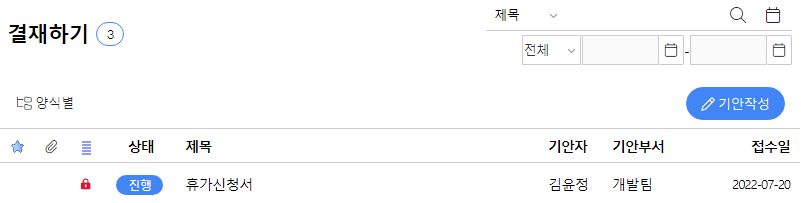 제목
결재하기 3
전체 -
양식별 기안작성
상태 제목 기안자 기안부서 접수일
진행 휴가신청서 김윤정 개발팀 2022-07-20